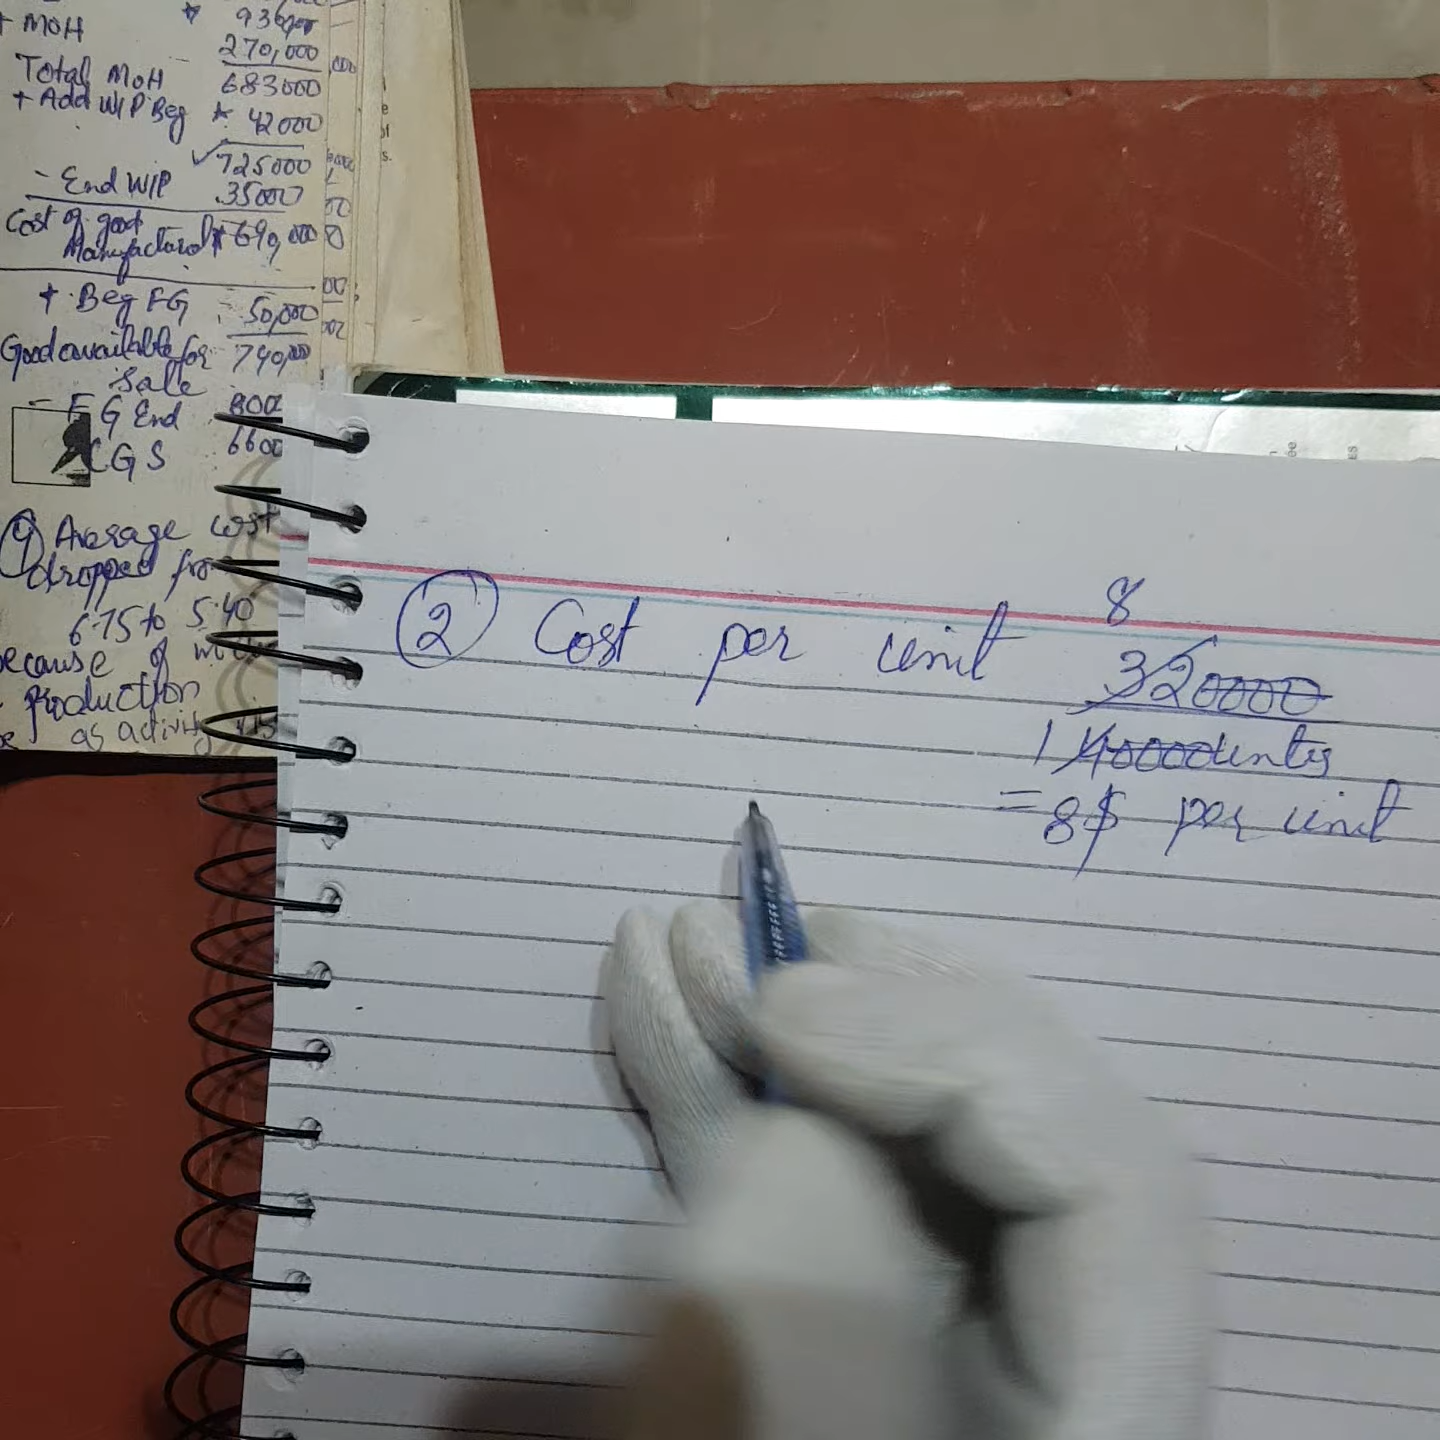 + MOH
270,000
Total MOH 683000
+ Add WIP Beg 42000
725000
- End WIP 35000
Cost of good
Manufactured 690,000
+ Beg FG 50,000
Good available for 740,000
Sale
- FG End 800
CGS 6600
Average cost
dropped
6.75 to 5.40
because of
production
as activity
② Cost per unit
8
320000
1 40000 units
= 8$ per unit